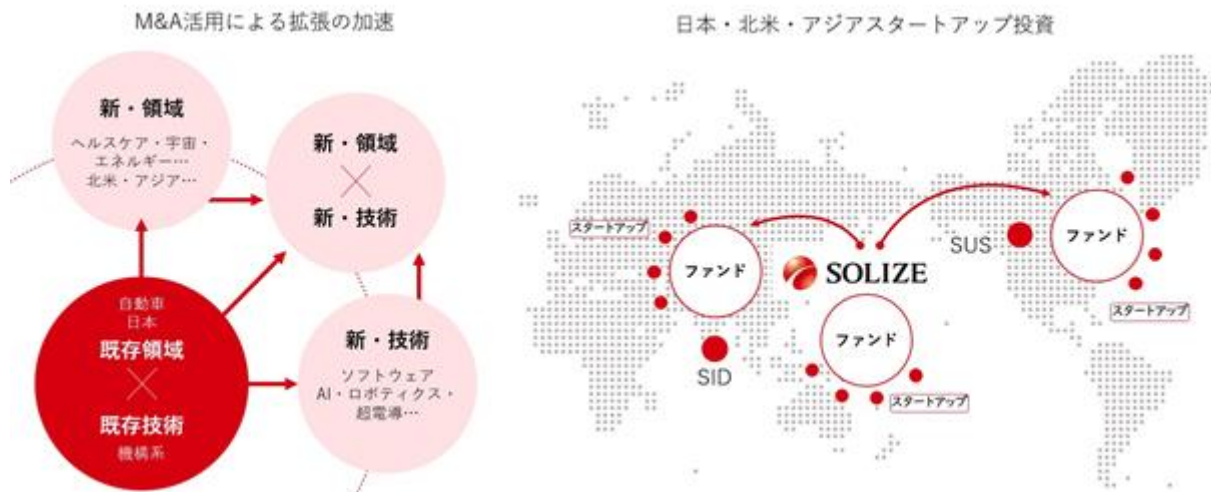 M&A活用による拡張の加速
新・領域
ヘルスケア・宇宙・
エネルギー…
北米・アジア…
新・領域
×
新・技術
自動車
日本
既存領域
×
既存技術
機構系
新・技術
ソフトウェア
AI・ロボティクス・
超電導…
日本・北米・アジアスタートアップ投資
スタートアップ
ファンド
SID
SOLIZE
ファンド
スタートアップ
SUS
ファンド
スタートアップ